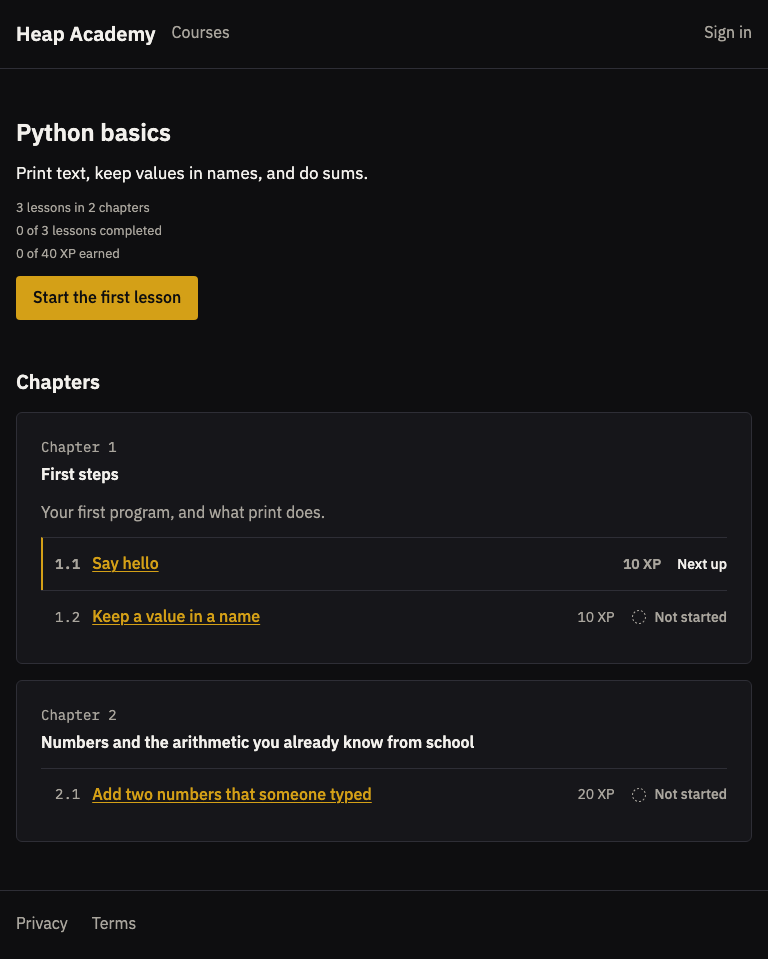 Heap Academy Courses Sign in
Python basics
Print text, keep values in names, and do sums.
3 lessons in 2 chapters
0 of 3 lessons completed
0 of 40 XP earned
Start the first lesson
Chapters
Chapter 1
First steps
Your first program, and what print does.
1.1 Say hello 10 XP Next up
1.2 Keep a value in a name 10 XP Not started
Chapter 2
Numbers and the arithmetic you already know from school
2.1 Add two numbers that someone typed 20 XP Not started
Privacy Terms